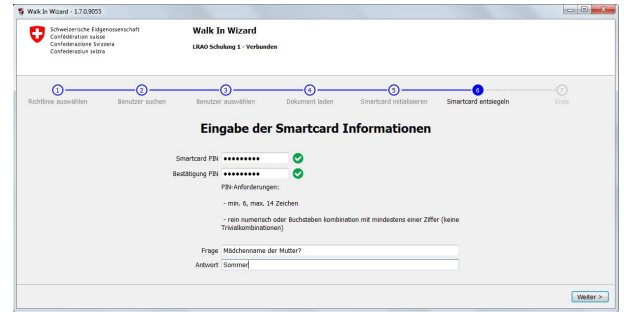 Walk In Wizard - 1.7.0.9055
Schweizerische Eidgenossenschaft
Confédération suisse
Confederazione Svizzera
Confederaziun svizra
Walk In Wizard
LRAO Schulung 1 - Verbunden
1 2 3 4 5 6 7
Richtlinie auswählen Benutzer suchen Benutzer auswählen Dokument laden Smartcard initialisieren Smartcard entsiegeln Ende
Eingabe der Smartcard Informationen
Smartcard PIN •••••••••
Bestätigung PIN •••••••••
PIN-Anforderungen:
- min. 6, max. 14 Zeichen
- rein numerisch oder Buchstaben kombination mit mindestens einer Ziffer (keine
Trivialkombinationen)
Frage Mädchenname der Mutter?
Antwort Sommer
Weiter >